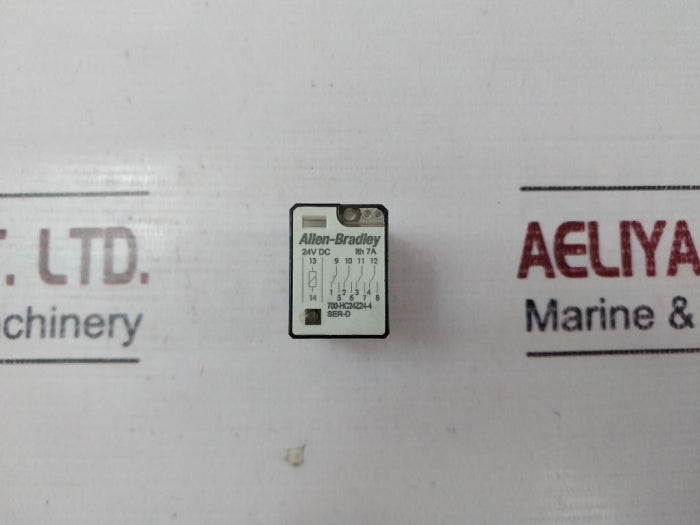 Allen-Bradley
24V DC Ith 7A
13 9 10 11 12
14 1 2 3 4
5 6 7 8
700-HC24Z24-4
SER-D
T. LTD.
achinery
AELIYA
Marine &